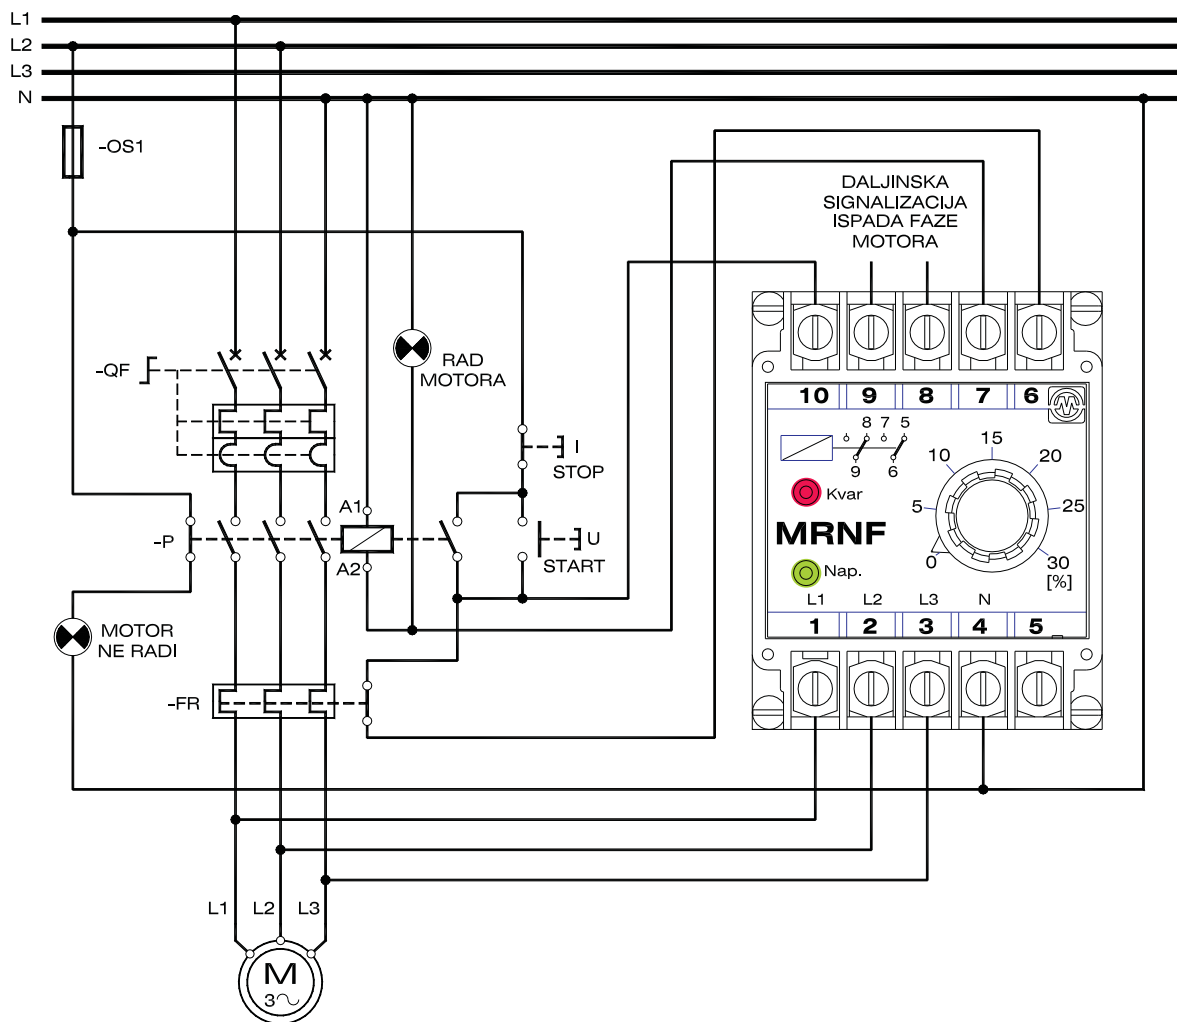 L1
L2
L3
N
-OS1
DALJINSKA
SIGNALIZACIJA
ISPADA FAZE
MOTORA
-QF
RAD
MOTORA
I
STOP
A1
-P
A2
U
START
MOTOR
NE RADI
-FR
10 9 8 7 6
8 7 5
9 6
Kvar
MRNF
Nap.
0 5 10 15 20 25 30
[%]
L1 L2 L3 N
1 2 3 4 5
L1 L2 L3
M
3